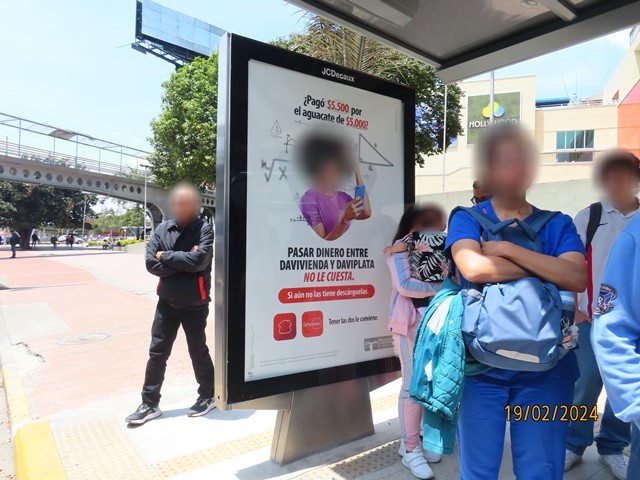 JCDecaux
¿Pagó $5.500 por
el aguacate de $5.000?
√x
PASAR DINERO ENTRE
DAVIVIENDA Y DAVIPLATA
NO LE CUESTA.
Si aún no las tiene descárguelas
Tener las dos le conviene.
HOLLYWOOD
19/02/2024